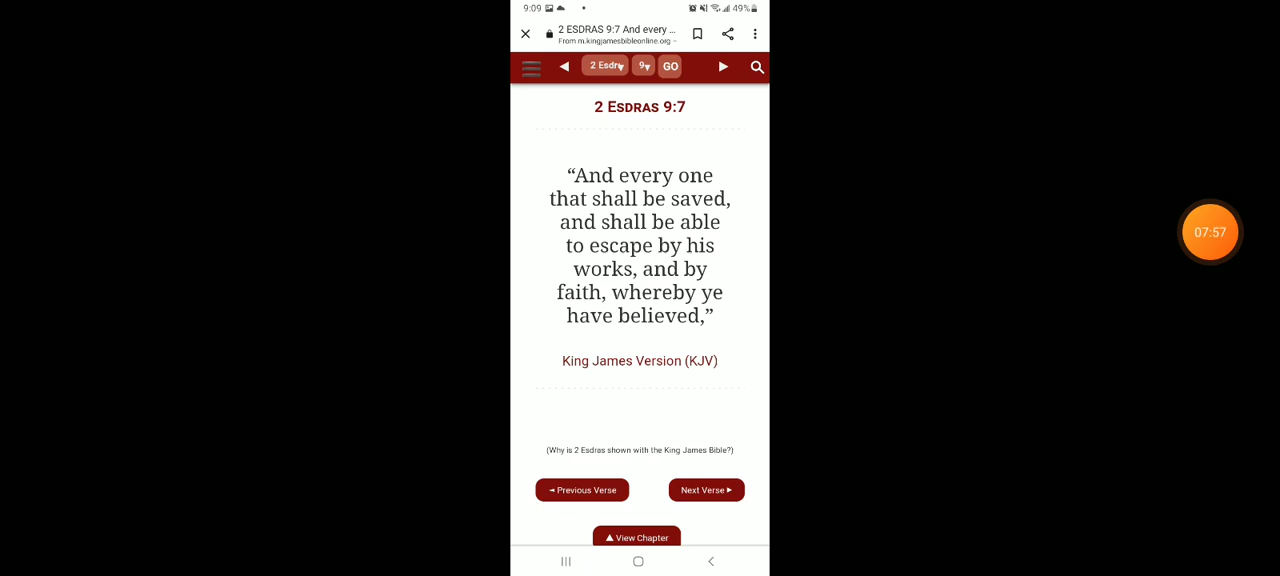 9:09 49%
2 ESDRAS 9:7 And every ...
From m.kingjamesbibleonline.org –
2 Esdr 9 GO
2 ESDRAS 9:7
“And every one
that shall be saved,
and shall be able
to escape by his
works, and by
faith, whereby ye
have believed,”
King James Version (KJV)
(Why is 2 Esdras shown with the King James Bible?)
◄ Previous Verse Next Verse ►
▲ View Chapter
07:57